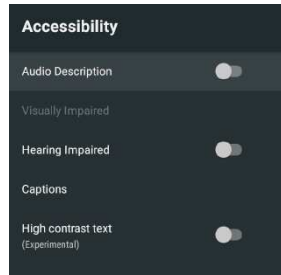 Accessibility
Audio Description
Visually Impaired
Hearing Impaired
Captions
High contrast text
(Experimental)